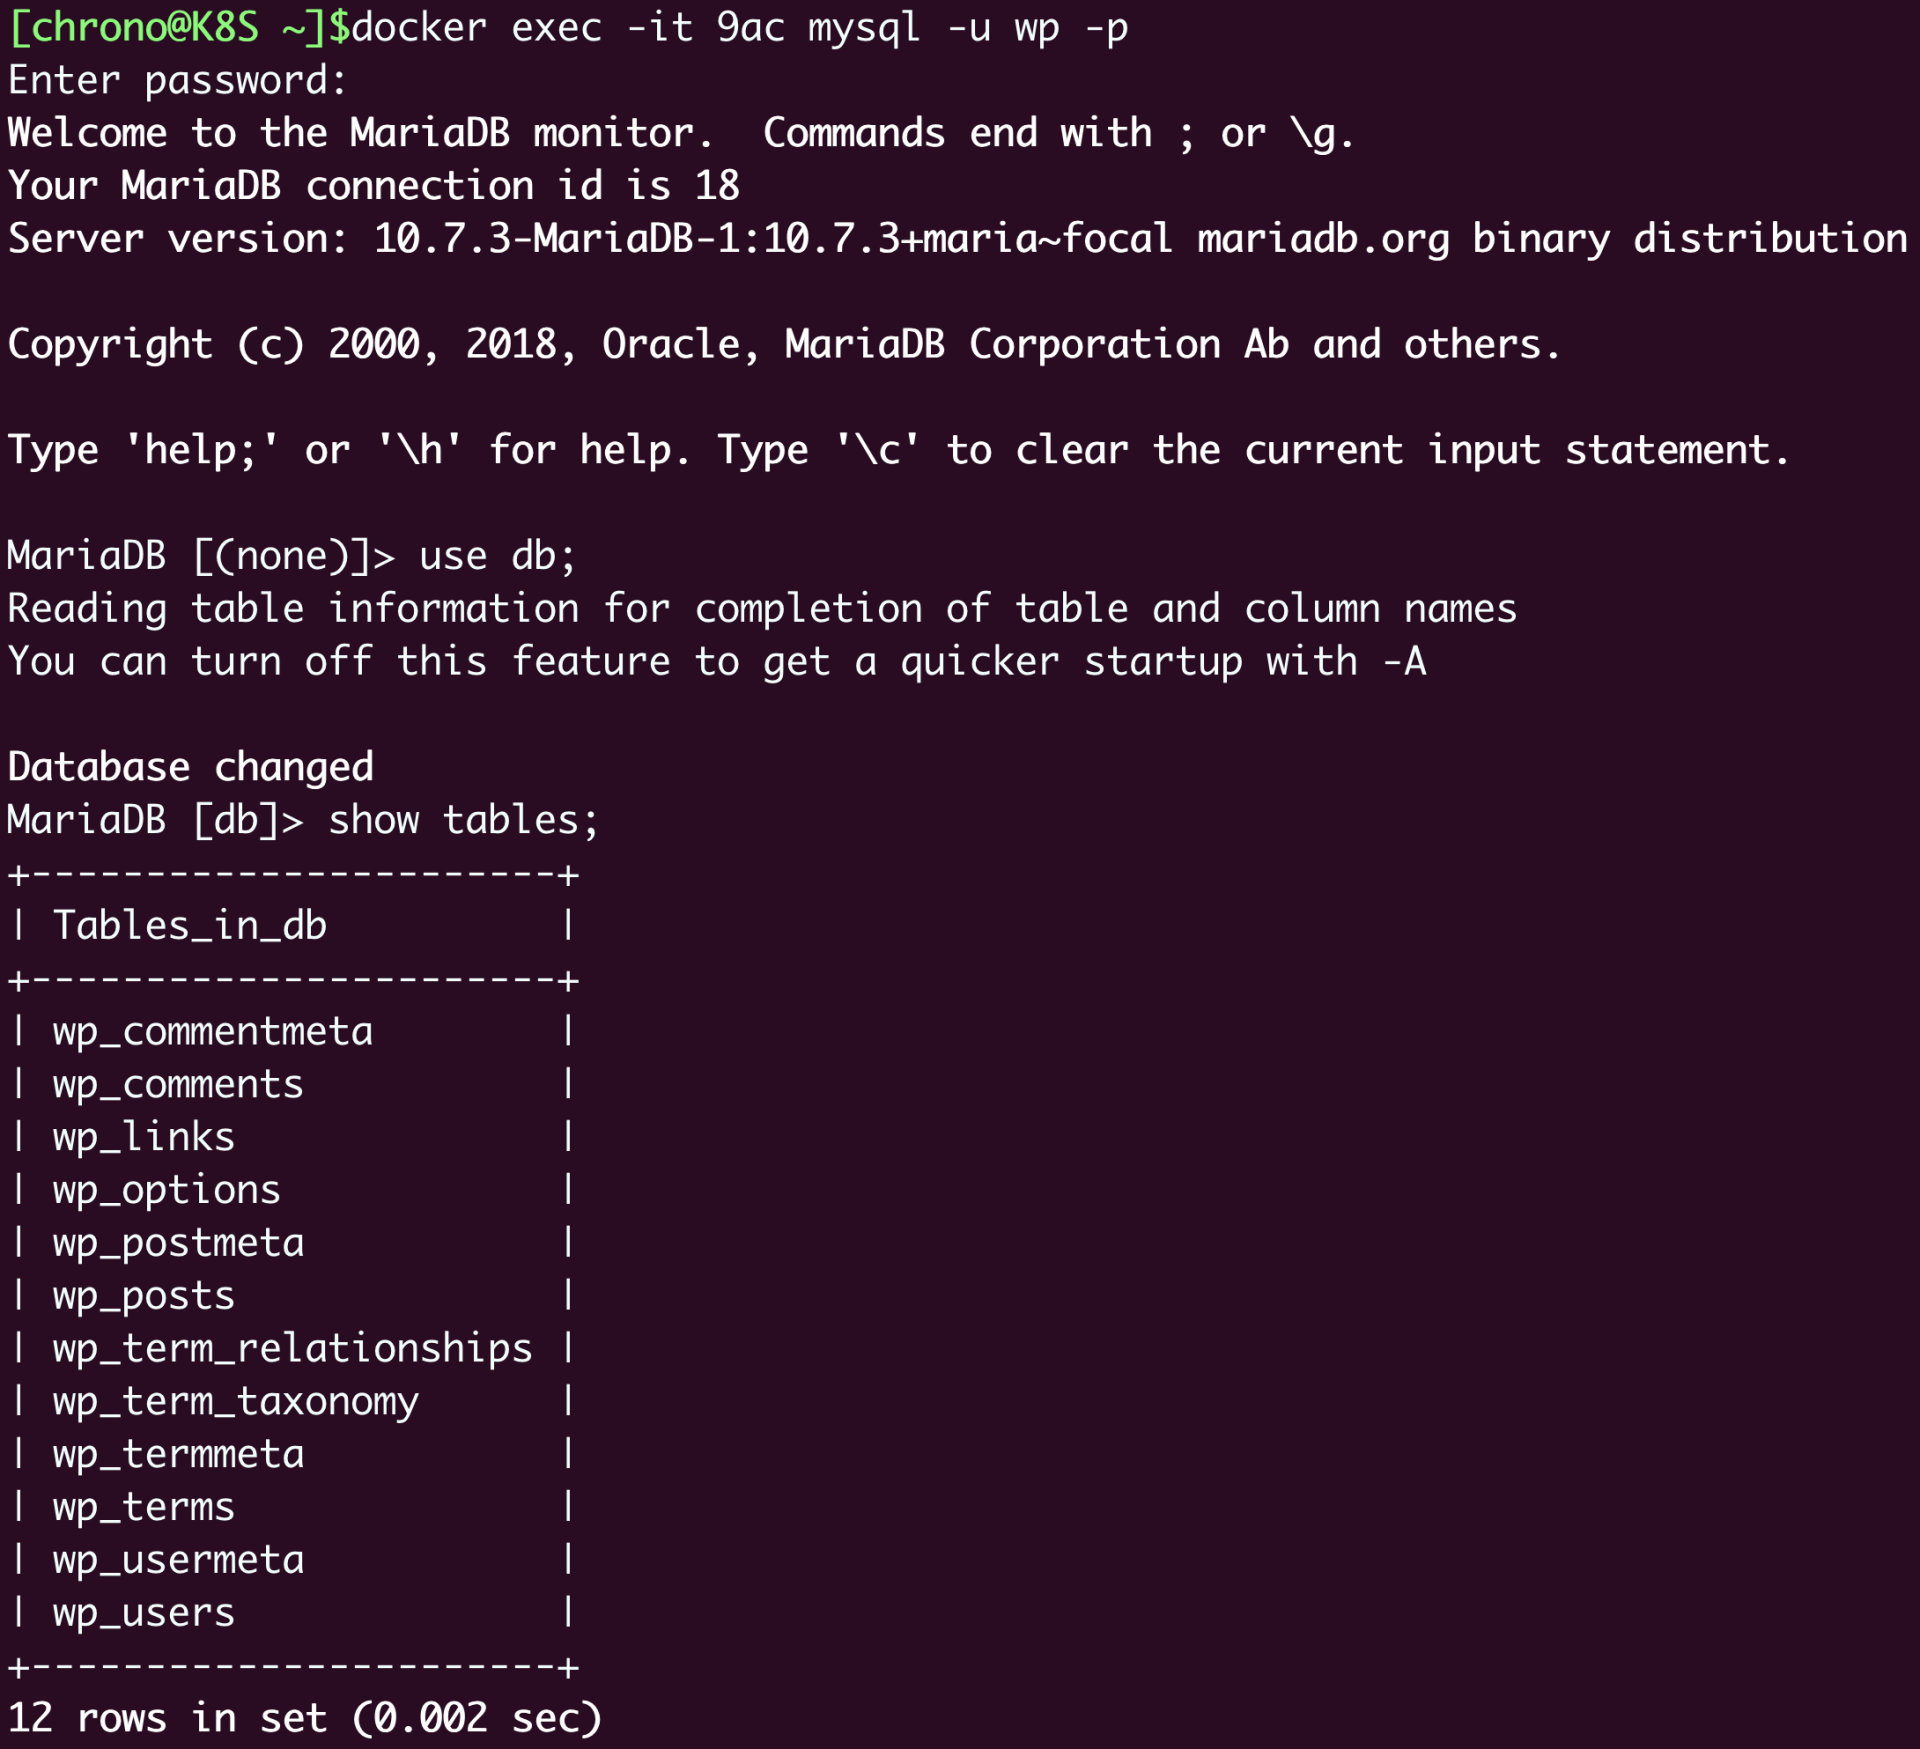 [chrono@K8S ~]$docker exec -it 9ac mysql -u wp -p
Enter password:
Welcome to the MariaDB monitor.  Commands end with ; or \g.
Your MariaDB connection id is 18
Server version: 10.7.3-MariaDB-1:10.7.3+maria~focal mariadb.org binary distribution

Copyright (c) 2000, 2018, Oracle, MariaDB Corporation Ab and others.

Type 'help;' or '\h' for help. Type '\c' to clear the current input statement.

MariaDB [(none)]> use db;
Reading table information for completion of table and column names
You can turn off this feature to get a quicker startup with -A

Database changed
MariaDB [db]> show tables;
+-----------------------+
| Tables_in_db          |
+-----------------------+
| wp_commentmeta        |
| wp_comments           |
| wp_links              |
| wp_options            |
| wp_postmeta           |
| wp_posts              |
| wp_term_relationships |
| wp_term_taxonomy      |
| wp_termmeta           |
| wp_terms              |
| wp_usermeta           |
| wp_users              |
+-----------------------+
12 rows in set (0.002 sec)